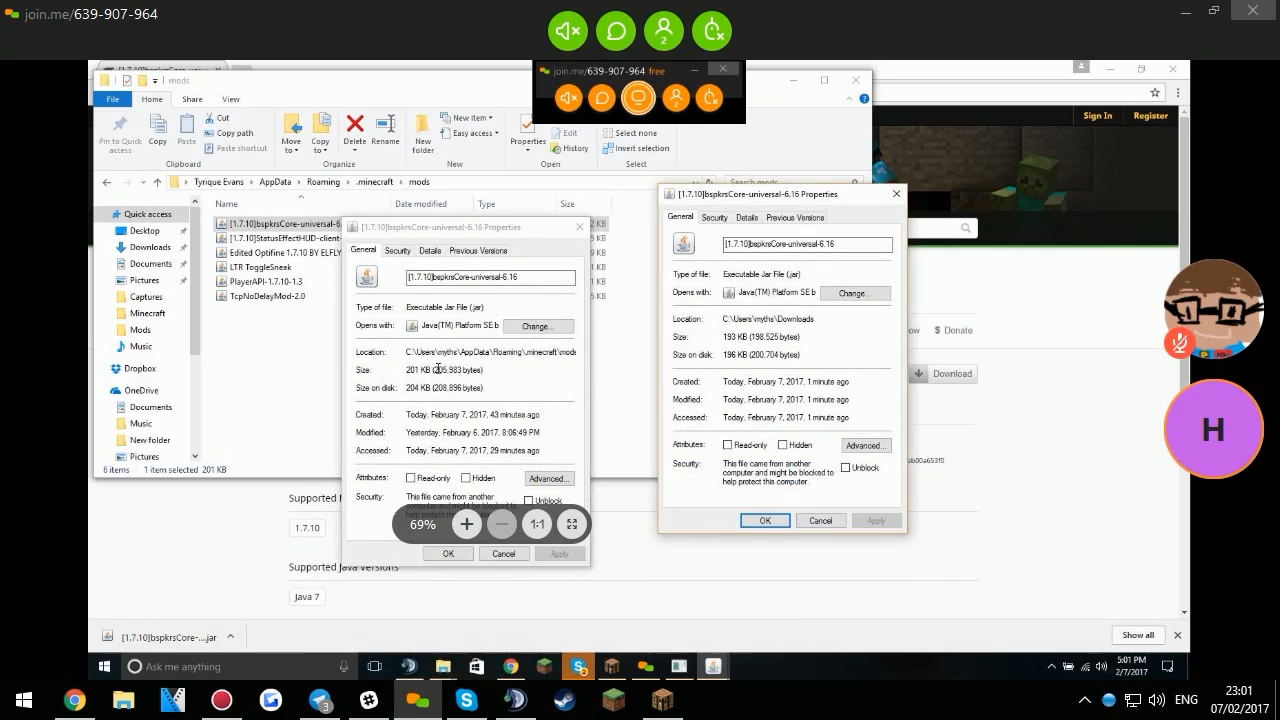 join.me/639-907-964
2
join.me/639-907-964 free
mods
File
Home
Share
View
Pin to Quick access
Copy
Paste
Cut
Copy path
Paste shortcut
Clipboard
Move to
Copy to
Delete
Rename
Organize
New folder
New item
Easy access
New
Properties
Edit
History
Open
Select none
Invert selection
Select
Sign In
Register
Tyrique Evans
AppData
Roaming
.minecraft
mods
Search mods
Quick access
Desktop
Downloads
Documents
Pictures
Captures
Minecraft
Mods
Music
Dropbox
OneDrive
Documents
Music
New folder
Pictures
Name
Date modified
Type
Size
[1.7.10]bspkrsCore-universal-6
[1.7.10]StatusEffectHUD-client-
Edited Optifine 1.7.10 BY ELFLY
LTR ToggleSneak
PlayerAPI-1.7.10-1.3
TcpNoDelayMod-2.0
6 items
1 item selected 201 KB
[1.7.10]bspkrsCore-universal-6.16 Properties
General
Security
Details
Previous Versions
[1.7.10]bspkrsCore-universal-6.16
Type of file: Executable Jar File (.jar)
Opens with: Java(TM) Platform SE b
Change...
Location: C:\Users\myths\AppData\Roaming\.minecraft\mods
Size: 201 KB (205,983 bytes)
Size on disk: 204 KB (208,896 bytes)
Created: Today, February 7, 2017, 43 minutes ago
Modified: Yesterday, February 6, 2017, 8:06:49 PM
Accessed: Today, February 7, 2017, 29 minutes ago
Attributes: Read-only Hidden
Advanced...
Security: This file came from another
Unblock
69%
1:1
OK
Cancel
Apply
[1.7.10]bspkrsCore-universal-6.16 Properties
General
Security
Details
Previous Versions
[1.7.10]bspkrsCore-universal-6.16
Type of file: Executable Jar File (.jar)
Opens with: Java(TM) Platform SE b
Change...
Location: C:\Users\myths\Downloads
Size: 193 KB (198,525 bytes)
Size on disk: 196 KB (200,704 bytes)
Created: Today, February 7, 2017, 1 minute ago
Modified: Today, February 7, 2017, 1 minute ago
Accessed: Today, February 7, 2017, 1 minute ago
Attributes: Read-only Hidden
Advanced...
Security: This file came from another
computer and might be blocked to
help protect this computer.
Unblock
OK
Cancel
Apply
$ Donate
Download
H
1.7.10
Supported Java Versions
Java 7
[1.7.10]bspkrsCore-....jar
Show all
Ask me anything
5:01 PM
2/7/2017
ENG
23:01
07/02/2017